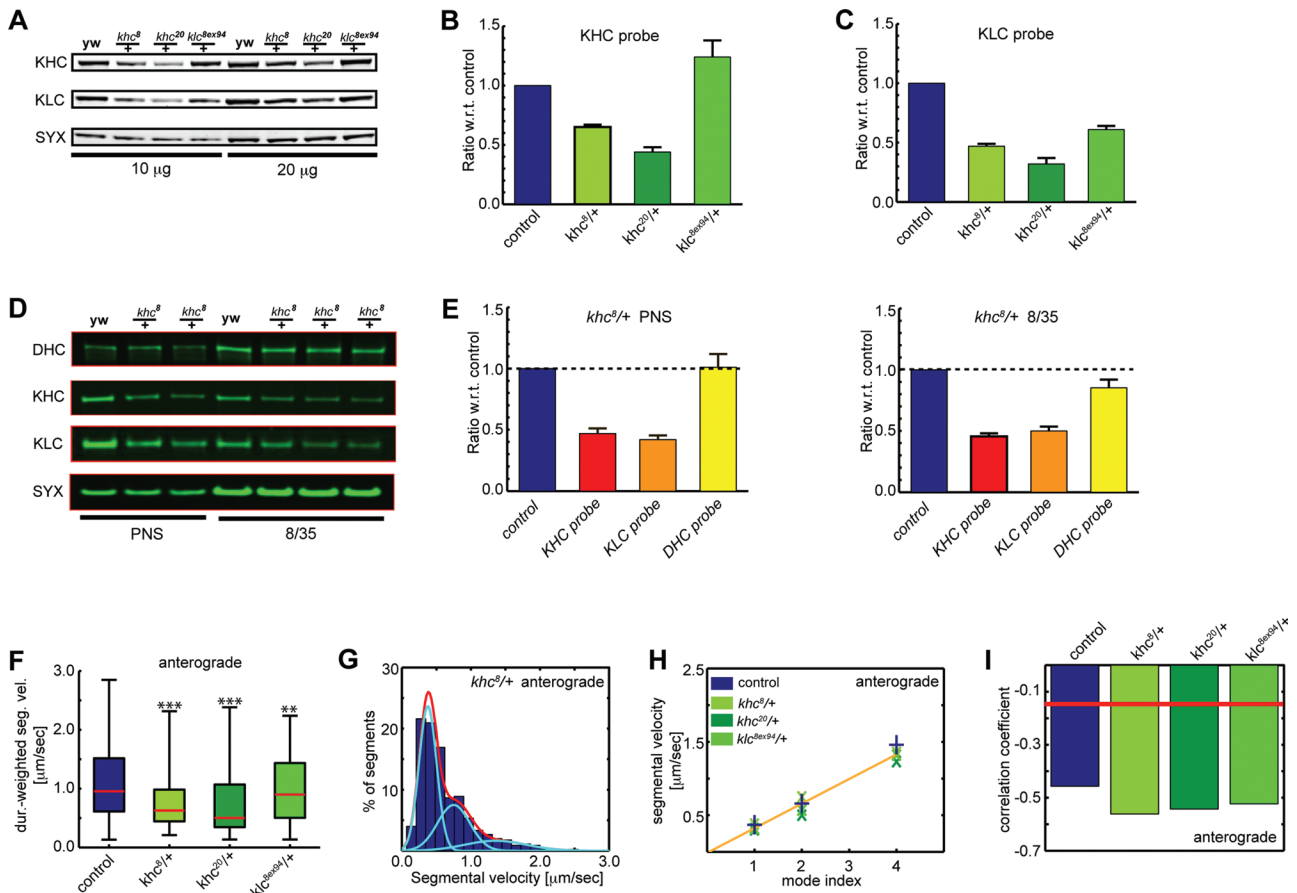 A
yw khc⁸/+ khc²⁰/+ klc⁸ᵉˣ⁹⁴/+ yw khc⁸/+ khc²⁰/+ klc⁸ᵉˣ⁹⁴/+
KHC
KLC
SYX
10 µg 20 µg
B
KHC probe
Ratio w.r.t. control
1.5
1.0
0.5
0.0
control khc⁸/+ khc²⁰/+ klc⁸ᵉˣ⁹⁴/+
C
KLC probe
Ratio w.r.t. control
1.5
1.0
0.5
0.0
control khc⁸/+ khc²⁰/+ klc⁸ᵉˣ⁹⁴/+
D
yw khc⁸/+ khc⁸/+ yw khc⁸/+ khc⁸/+ khc⁸/+
DHC
KHC
KLC
SYX
PNS 8/35
E
khc⁸/+ PNS
Ratio w.r.t. control
1.5
1.0
0.5
0.0
control KHC probe KLC probe DHC probe
khc⁸/+ 8/35
Ratio w.r.t. control
1.5
1.0
0.5
0.0
control KHC probe KLC probe DHC probe
F
anterograde
dur.-weighted seg. vel.
[µm/sec]
3.0
2.0
1.0
0.0
*** *** **
control khc⁸/+ khc²⁰/+ klc⁸ᵉˣ⁹⁴/+
G
khc⁸/+ anterograde
% of segments
30
20
10
0.0 1.0 2.0 3.0
Segmental velocity [µm/sec]
H
anterograde
control
khc⁸/+
khc²⁰/+
klc⁸ᵉˣ⁹⁴/+
segmental velocity
[µm/sec]
2.5
1.5
0.5
1 2 3 4
mode index
I
control khc⁸/+ khc²⁰/+ klc⁸ᵉˣ⁹⁴/+
correlation coefficient
-0.1
-0.3
-0.5
-0.7
anterograde